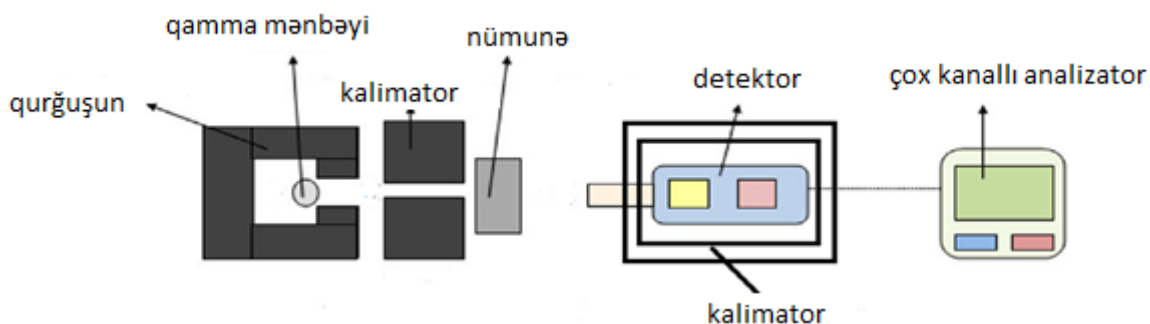 qamma mənbəyi
nümunə
detektor
çox kanallı analizator
qurğuşun
kalimator
kalimator